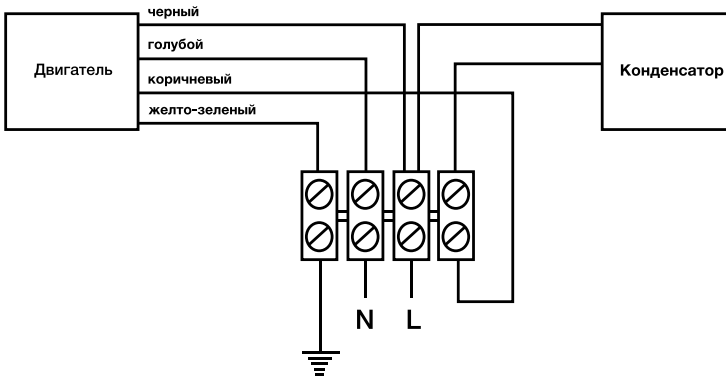 черный
голубой
Двигатель
коричневый
Конденсатор
желто-зеленый
N L